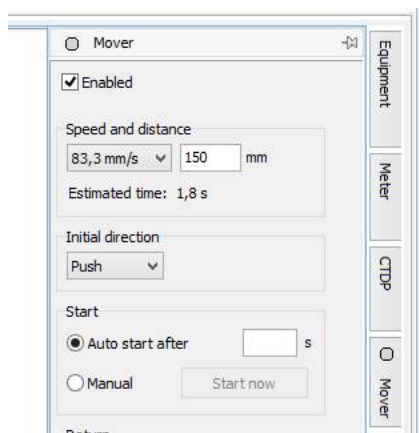 Mover
Enabled
Speed and distance
83,3 mm/s 150 mm
Estimated time: 1,8 s
Initial direction
Push
Start
Auto start after s
Manual Start now
Equipment
Meter
CTDP
Mover